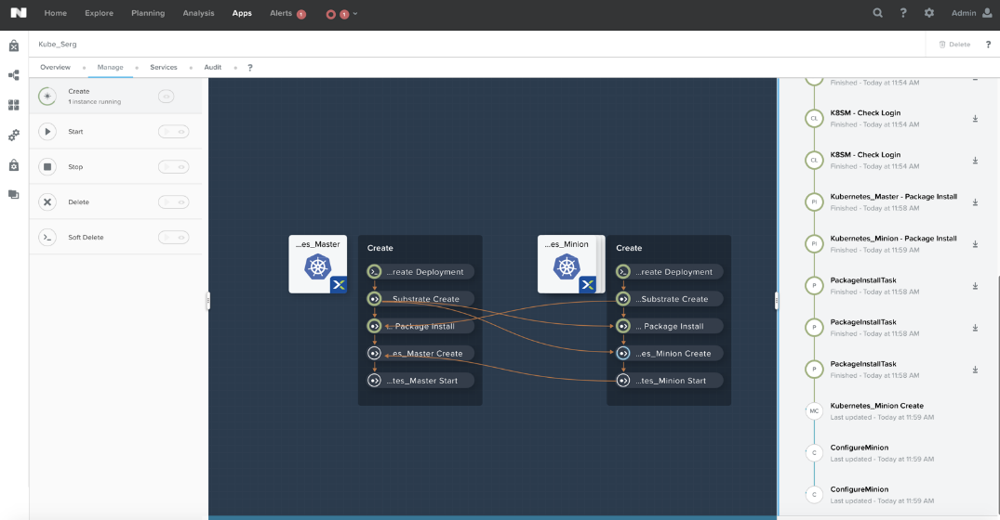 N
Home Explore Planning Analysis Apps Alerts 1 1 ? Admin
Kube_Serg
Delete ?
Overview Manage Services Audit ?
Create
1 instance running
Start
Stop
Delete
Soft Delete
...es_Master
Create
...reate Deployment
...Substrate Create
... Package Install
...es_Master Create
...tes_Master Start
...es_Minion
Create
...reate Deployment
...Substrate Create
... Package Install
...es_Minion Create
...tes_Minion Start
Finished - Today at 11:54 AM
CL
K8SM - Check Login
Finished - Today at 11:54 AM
CL
K8SM - Check Login
Finished - Today at 11:54 AM
PI
Kubernetes_Master - Package Install
Finished - Today at 11:58 AM
PI
Kubernetes_Minion - Package Install
Finished - Today at 11:59 AM
P
PackageInstallTask
Finished - Today at 11:58 AM
P
PackageInstallTask
Finished - Today at 11:58 AM
P
PackageInstallTask
Finished - Today at 11:58 AM
MC
Kubernetes_Minion Create
Last updated - Today at 11:59 AM
C
ConfigureMinion
Last updated - Today at 11:59 AM
C
ConfigureMinion
Last updated - Today at 11:59 AM